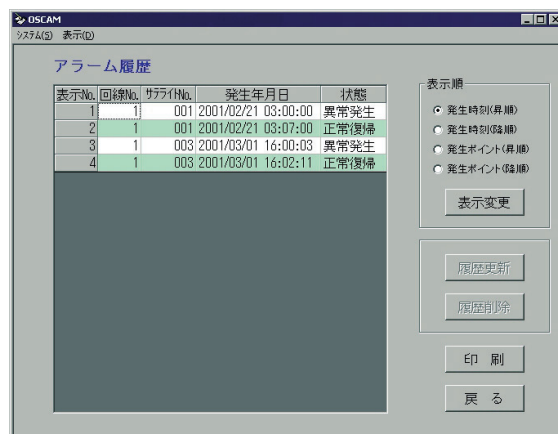 OSCAM
ｼｽﾃﾑ(S) 表示(D)
アラーム履歴
表示No. 回線No. ｻﾃﾗｲﾄNo. 発生年月日 状態
1 1 001 2001/02/21 03:00:00 異常発生
2 1 001 2001/02/21 03:07:00 正常復帰
3 1 003 2001/03/01 16:00:03 異常発生
4 1 003 2001/03/01 16:02:11 正常復帰
表示順
発生時刻(昇順)
発生時刻(降順)
発生ポイント(昇順)
発生ポイント(降順)
表示変更
履歴更新
履歴削除
印 刷
戻 る